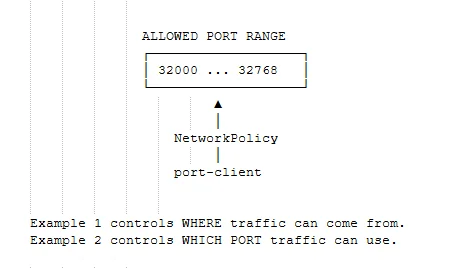 ALLOWED PORT RANGE
32000 ... 32768
NetworkPolicy
port-client
Example 1 controls WHERE traffic can come from.
Example 2 controls WHICH PORT traffic can use.